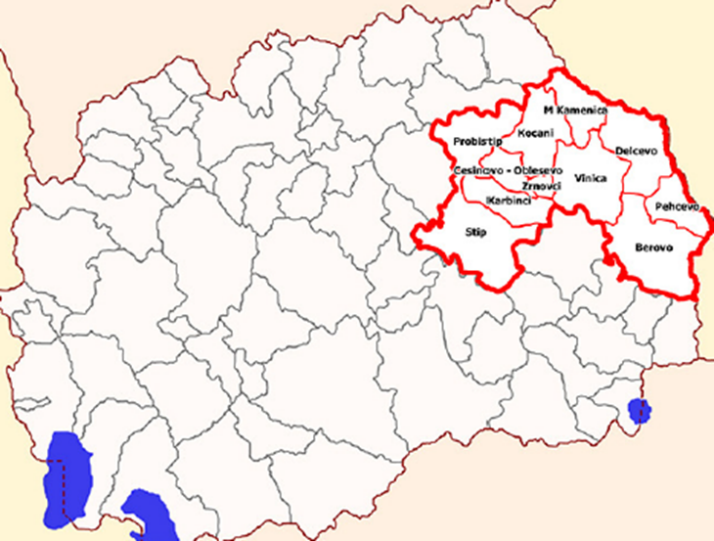 M Kamenica
Kocani
Probistip
Delcevo
Cesinovo - Oblesevo
Vinica
Zrnovci
Karbinci
Pehcevo
Stip
Berovo